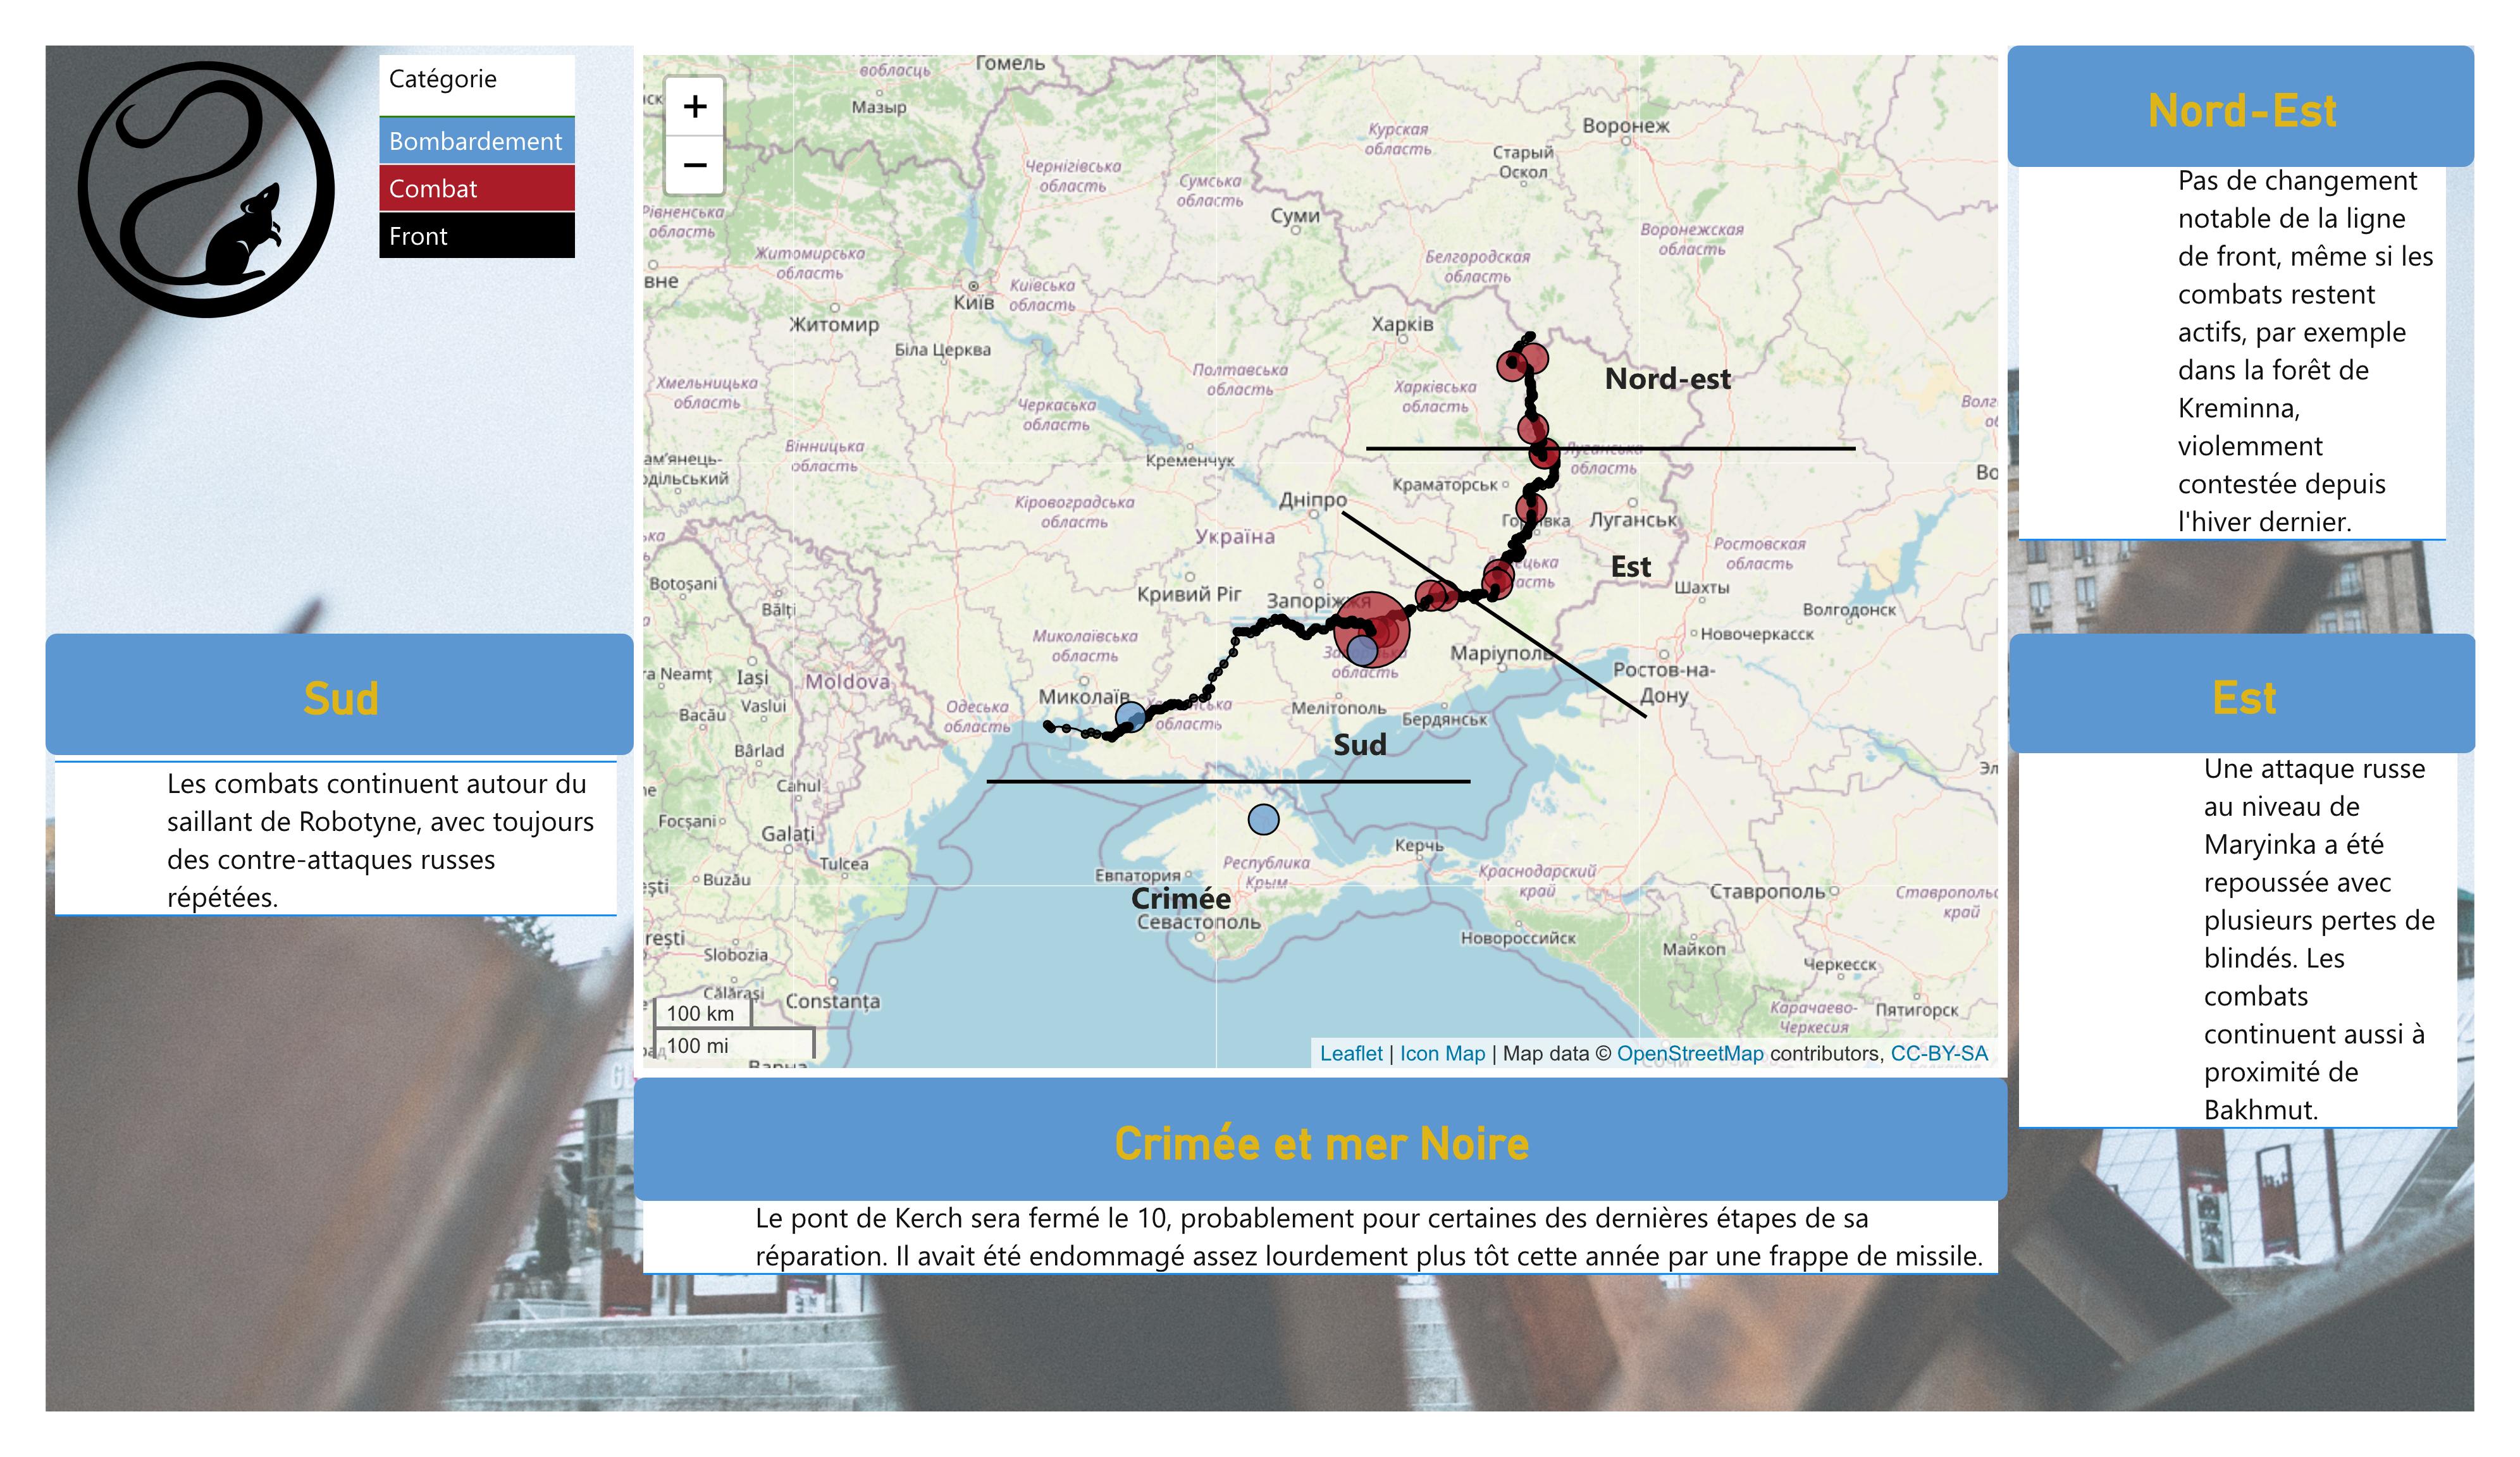 Catégorie
Bombardement
Combat
Front
Sud
Les combats continuent autour du
saillant de Robotyne, avec toujours
des contre-attaques russes
répétées.
+
−
Гомель
вобласць
Мазыр
Курская
область
Воронеж
Старый
Оскол
Чернігівська
область
Сумська
область
Суми
Рівненська
область
Воронежская
область
Белгородская
область
Житомирська
область
вне
Київ
Київська
область
Житомир
Харків
Біла Церква
Nord-est
Полтавська
область
Хмельницька
область
Харківська
область
Черкаська
область
Вінницька
область
Кременчук
Луганська
область
ам'янець-
одільський
Краматорськ
Кіровоградська
область
Дніпро
Луганськ
Україна
Ростовская
область
Est
Botoșani
Шахты
Кривий Ріг
Запоріжжя
Bălți
Волгодонск
Миколаївська
область
Новочеркасск
Маріуполь
Ростов-на-
Дону
ra Neamț
Iași
Moldova
Миколаїв
Vaslui
Bacău
Одеська
область
область
область
Мелітополь
Бердянськ
Bârlad
Sud
Cahul
Focșani
Galați
Керчь
Tulcea
Республика
Крым
Евпатория
Краснодарский
край
Buzău
Ставрополь
Ставропольс
край
Crimée
Севастополь
Новороссийск
Майкоп
Slobozia
Черкесск
Călărași
Constanța
Карачаево-
Черкесия
Пятигорск
100 km
100 mi
Варна
Leaflet | Icon Map | Map data © OpenStreetMap contributors, CC-BY-SA
Crimée et mer Noire
Le pont de Kerch sera fermé le 10, probablement pour certaines des dernières étapes de sa
réparation. Il avait été endommagé assez lourdement plus tôt cette année par une frappe de missile.
Nord-Est
Pas de changement
notable de la ligne
de front, même si les
combats restent
actifs, par exemple
dans la forêt de
Kreminna,
violemment
contestée depuis
l'hiver dernier.
Est
Une attaque russe
au niveau de
Maryinka a été
repoussée avec
plusieurs pertes de
blindés. Les
combats
continuent aussi à
proximité de
Bakhmut.